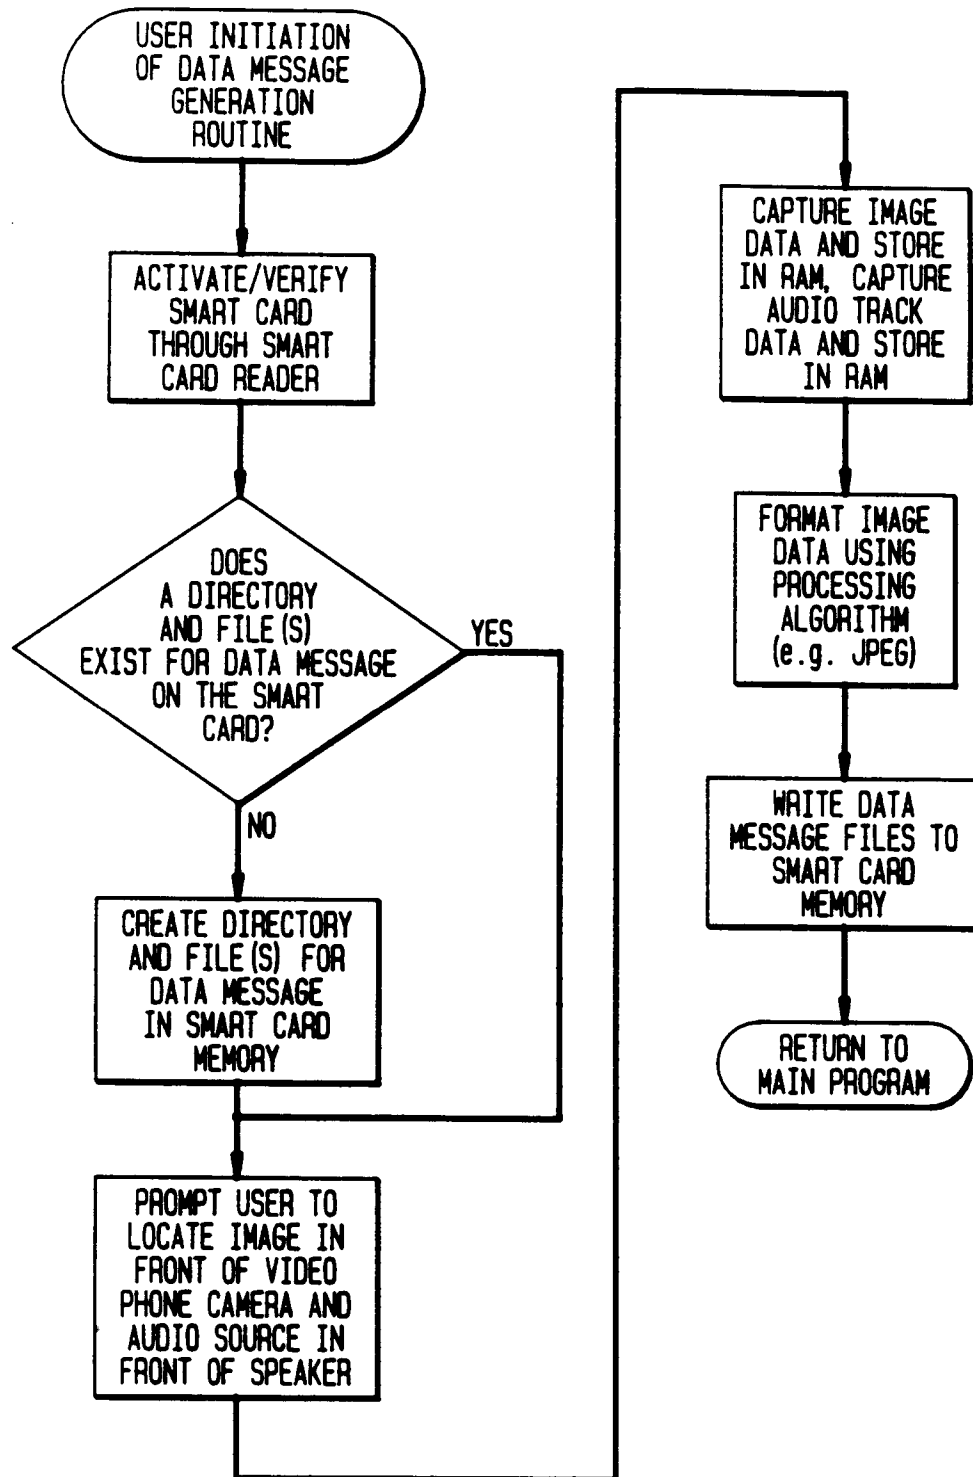 USER INITIATION
OF DATA MESSAGE
GENERATION
ROUTINE
ACTIVATE/VERIFY
SMART CARD
THROUGH SMART
CARD READER
DOES
A DIRECTORY
AND FILE(S)
EXIST FOR DATA MESSAGE
ON THE SMART
CARD?
YES
NO
CREATE DIRECTORY
AND FILE(S) FOR
DATA MESSAGE
IN SMART CARD
MEMORY
PROMPT USER TO
LOCATE IMAGE IN
FRONT OF VIDEO
PHONE CAMERA AND
AUDIO SOURCE IN
FRONT OF SPEAKER
CAPTURE IMAGE
DATA AND STORE
IN RAM, CAPTURE
AUDIO TRACK
DATA AND STORE
IN RAM
FORMAT IMAGE
DATA USING
PROCESSING
ALGORITHM
(e.g. JPEG)
WRITE DATA
MESSAGE FILES TO
SMART CARD
MEMORY
RETURN TO
MAIN PROGRAM